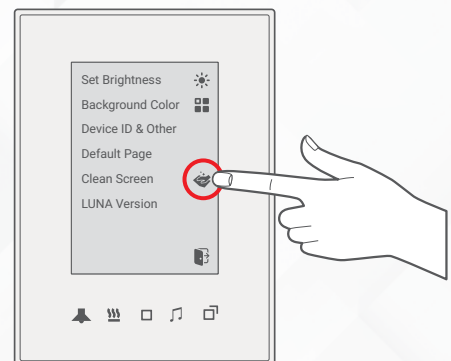 Set Brightness
Background Color
Device ID & Other
Default Page
Clean Screen
LUNA Version